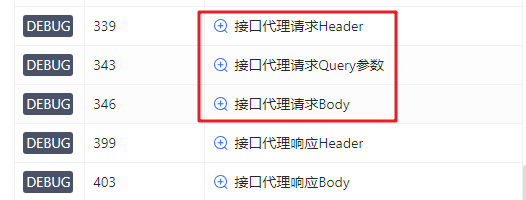 DEBUG 339 接口代理请求Header
DEBUG 343 接口代理请求Query参数
DEBUG 346 接口代理请求Body
DEBUG 399 接口代理响应Header
DEBUG 403 接口代理响应Body